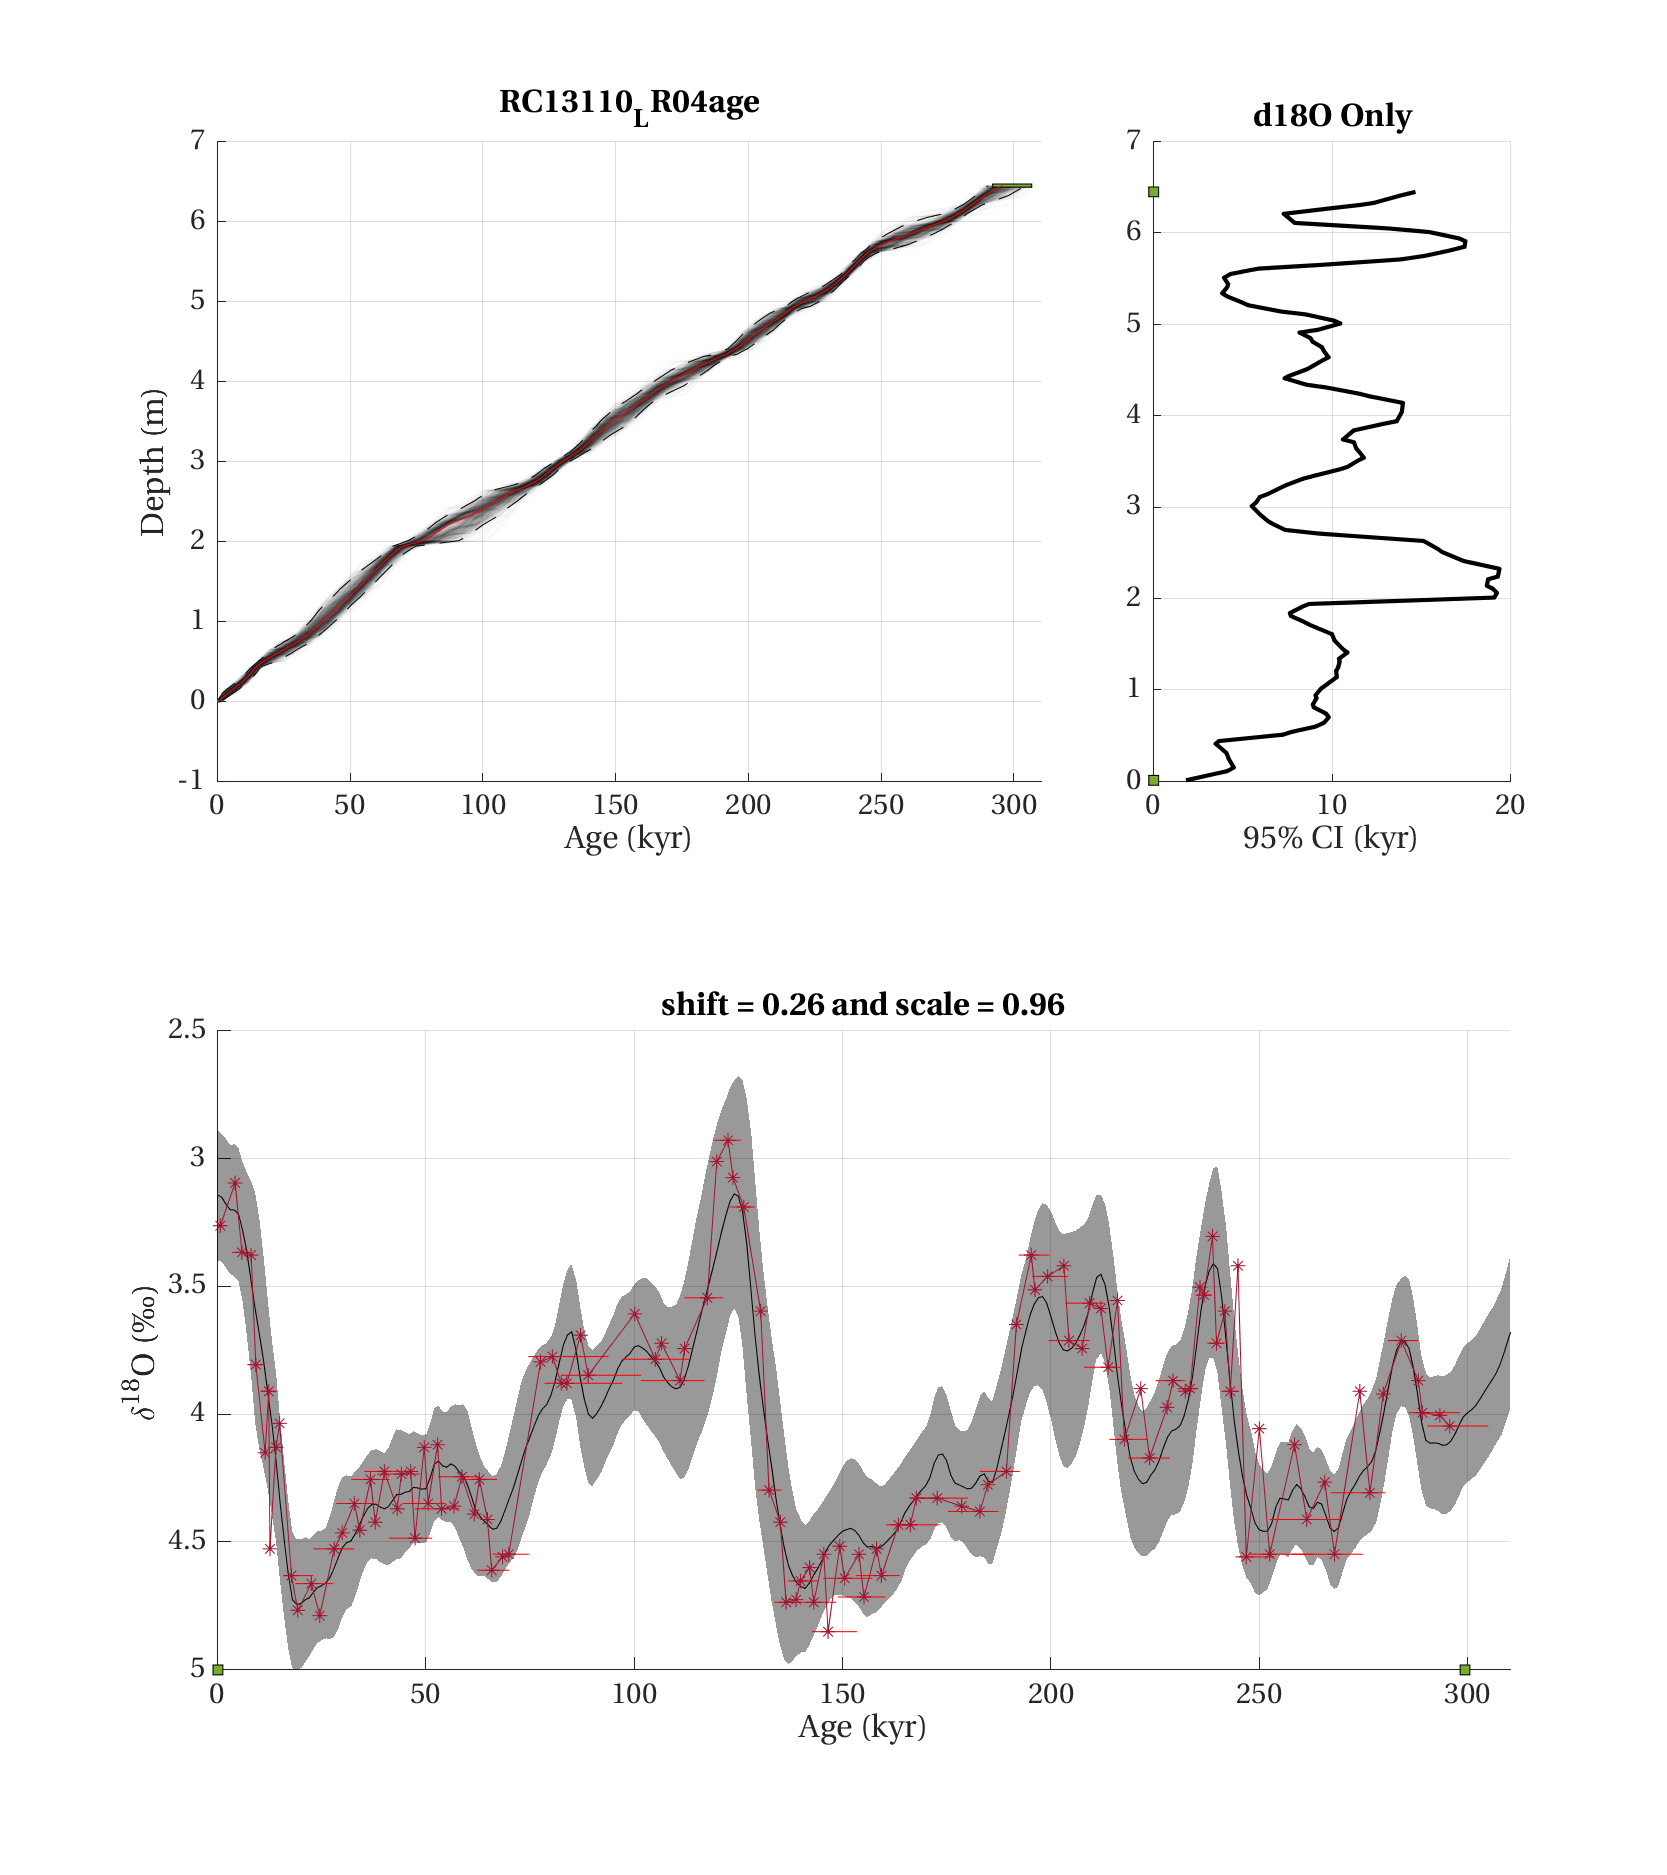 RC13110_LR04age
7
6
5
4
3
2
1
0
-1
Depth (m)
0 50 100 150 200 250 300
Age (kyr)
d18O Only
7
6
5
4
3
2
1
0
0 10 20
95% CI (kyr)
shift = 0.26 and scale = 0.96
2.5
3
3.5
4
4.5
5
δ18O (‰)
0 50 100 150 200 250 300
Age (kyr)